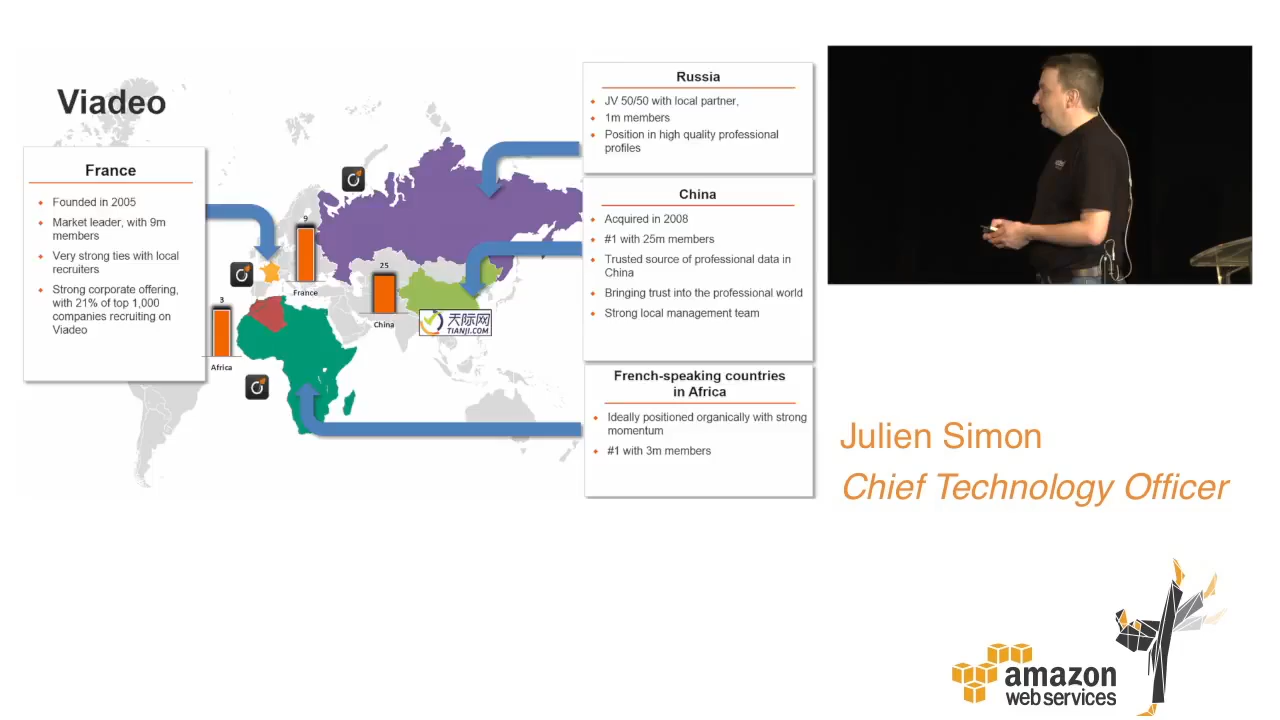 Viadeo
France
Founded in 2005
Market leader, with 9m
members
Very strong ties with local
recruiters
Strong corporate offering,
with 21% of top 1,000
companies recruiting on
Viadeo
9
France
25
China
3
Africa
天际网
TIANJI.COM
Russia
JV 50/50 with local partner,
1m members
Position in high quality professional
profiles
China
Acquired in 2008
#1 with 25m members
Trusted source of professional data in
China
Bringing trust into the professional world
Strong local management team
French-speaking countries
in Africa
Ideally positioned organically with strong
momentum
#1 with 3m members
Julien Simon
Chief Technology Officer
amazon
web services